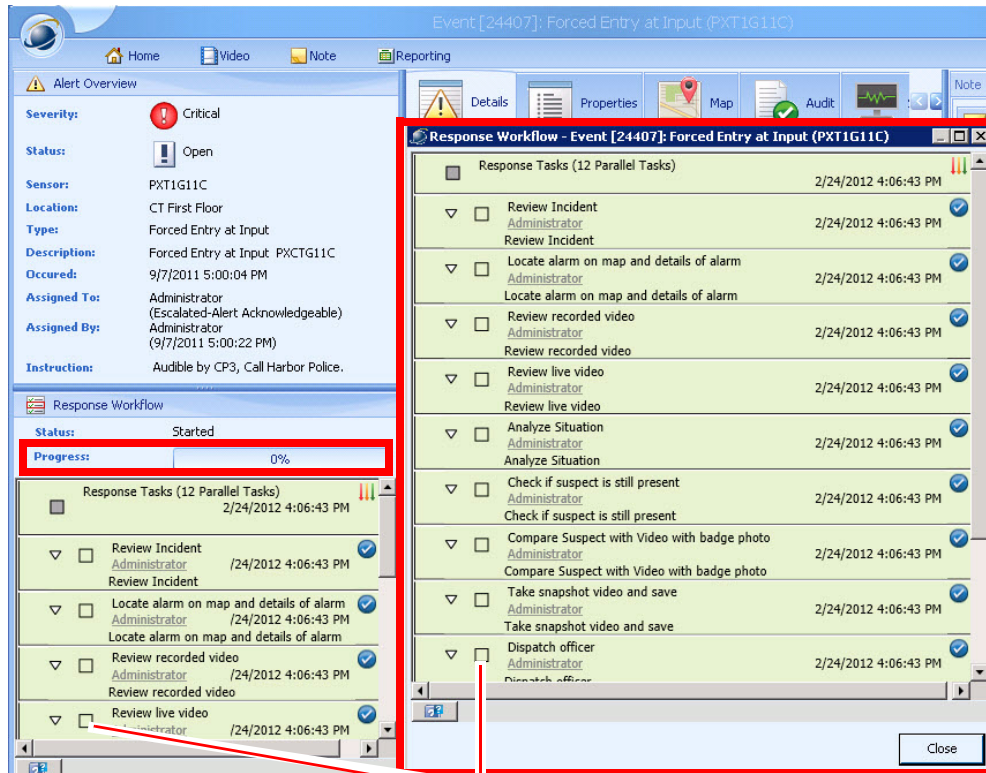 Event [24407]: Forced Entry at Input (PXT1G11C)
Home Video Note Reporting
Alert Overview
Severity: Critical
Status: Open
Sensor: PXT1G11C
Location: CT First Floor
Type: Forced Entry at Input
Description: Forced Entry at Input PXCTG11C
Occured: 9/7/2011 5:00:04 PM
Assigned To: Administrator
(Escalated-Alert Acknowledgeable)
Assigned By: Administrator
(9/7/2011 5:00:22 PM)
Instruction: Audible by CP3, Call Harbor Police.
Response Workflow
Status: Started
Progress: 0%
Response Tasks (12 Parallel Tasks)
2/24/2012 4:06:43 PM
Review Incident
Administrator /24/2012 4:06:43 PM
Review Incident
Locate alarm on map and details of alarm
Administrator /24/2012 4:06:43 PM
Locate alarm on map and details of alarm
Review recorded video
Administrator /24/2012 4:06:43 PM
Review recorded video
Review live video
Administrator /24/2012 4:06:43 PM
Details Properties Map Audit
Note
Response Workflow - Event [24407]: Forced Entry at Input (PXT1G11C)
Response Tasks (12 Parallel Tasks)
2/24/2012 4:06:43 PM
Review Incident
Administrator 2/24/2012 4:06:43 PM
Review Incident
Locate alarm on map and details of alarm
Administrator 2/24/2012 4:06:43 PM
Locate alarm on map and details of alarm
Review recorded video
Administrator 2/24/2012 4:06:43 PM
Review recorded video
Review live video
Administrator 2/24/2012 4:06:43 PM
Review live video
Analyze Situation
Administrator 2/24/2012 4:06:43 PM
Analyze Situation
Check if suspect is still present
Administrator 2/24/2012 4:06:43 PM
Check if suspect is still present
Compare Suspect with Video with badge photo
Administrator 2/24/2012 4:06:43 PM
Compare Suspect with Video with badge photo
Take snapshot video and save
Administrator 2/24/2012 4:06:43 PM
Take snapshot video and save
Dispatch officer
Administrator 2/24/2012 4:06:43 PM
Dispatch officer
Close